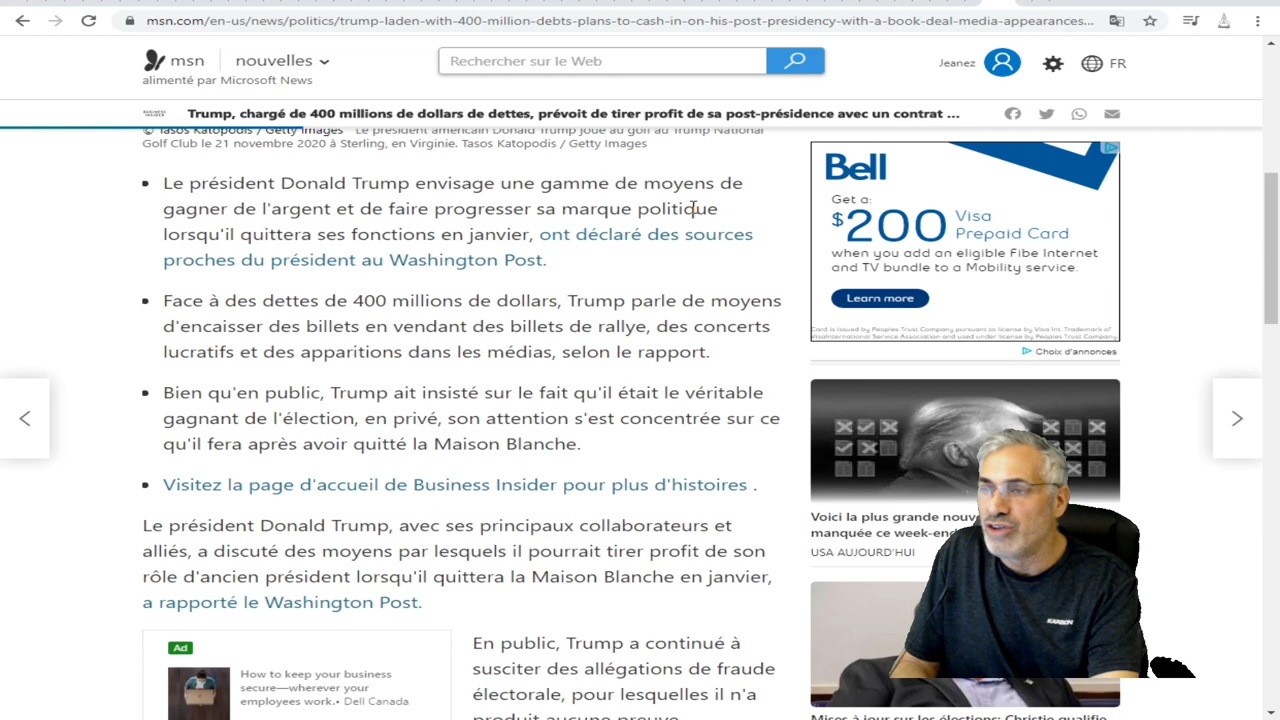 msn.com/en-us/news/politics/trump-laden-with-400-million-debts-plans-to-cash-in-on-his-post-presidency-with-a-book-deal-media-appearances...
msn nouvelles
alimenté par Microsoft News
Rechercher sur le Web
Jeanez
FR
BUSINESS INSIDER
Trump, chargé de 400 millions de dollars de dettes, prévoit de tirer profit de sa post-présidence avec un contrat ...
© Tasos Katopodis / Getty Images Le président américain Donald Trump joue au golf au Trump National
Golf Club le 21 novembre 2020 à Sterling, en Virginie. Tasos Katopodis / Getty Images
Le président Donald Trump envisage une gamme de moyens de
gagner de l'argent et de faire progresser sa marque politique
lorsqu'il quittera ses fonctions en janvier, ont déclaré des sources
proches du président au Washington Post.
Face à des dettes de 400 millions de dollars, Trump parle de moyens
d'encaisser des billets en vendant des billets de rallye, des concerts
lucratifs et des apparitions dans les médias, selon le rapport.
Bien qu'en public, Trump ait insisté sur le fait qu'il était le véritable
gagnant de l'élection, en privé, son attention s'est concentrée sur ce
qu'il fera après avoir quitté la Maison Blanche.
Visitez la page d'accueil de Business Insider pour plus d'histoires .
Le président Donald Trump, avec ses principaux collaborateurs et
alliés, a discuté des moyens par lesquels il pourrait tirer profit de son
rôle d'ancien président lorsqu'il quittera la Maison Blanche en janvier,
a rapporté le Washington Post.
Ad
How to keep your business
secure—wherever your
employees work.• Dell Canada
En public, Trump a continué à
susciter des allégations de fraude
électorale, pour lesquelles il n'a
produit aucune preuve
Bell
Get a:
$200 Visa
Prepaid Card
when you add an eligible Fibe Internet
and TV bundle to a Mobility service.
Learn more
Card is issued by Peoples Trust Company pursuant to license by Visa Int. Trademark of
Visa International Service Association and used under license by Peoples Trust Company.
Choix d'annonces
Voici la plus grande
manquée ce week-end
USA AUJOURD'HUI
KARBON
Mises à jour sur les élections: Christie qualifie